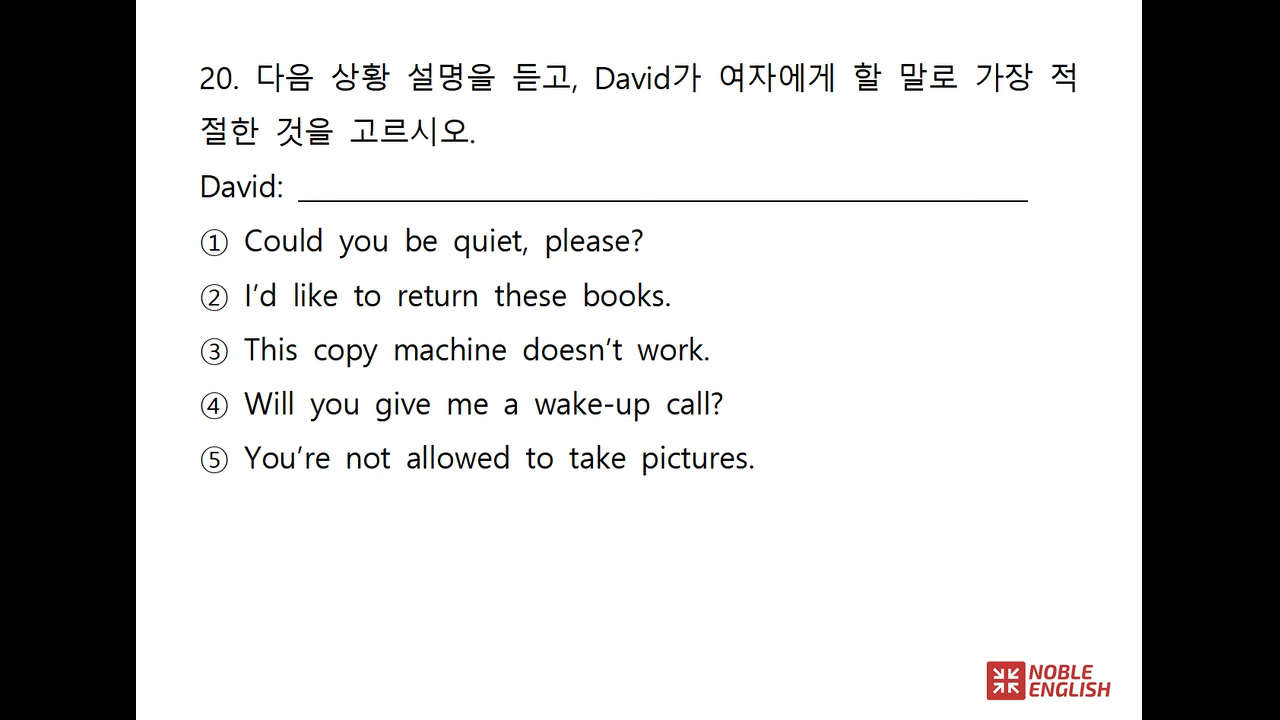 20. 다음 상황 설명을 듣고, David가 여자에게 할 말로 가장 적
절한 것을 고르시오.
David: ______________________________
① Could you be quiet, please?
② I’d like to return these books.
③ This copy machine doesn’t work.
④ Will you give me a wake-up call?
⑤ You’re not allowed to take pictures.
NOBLE
ENGLISH